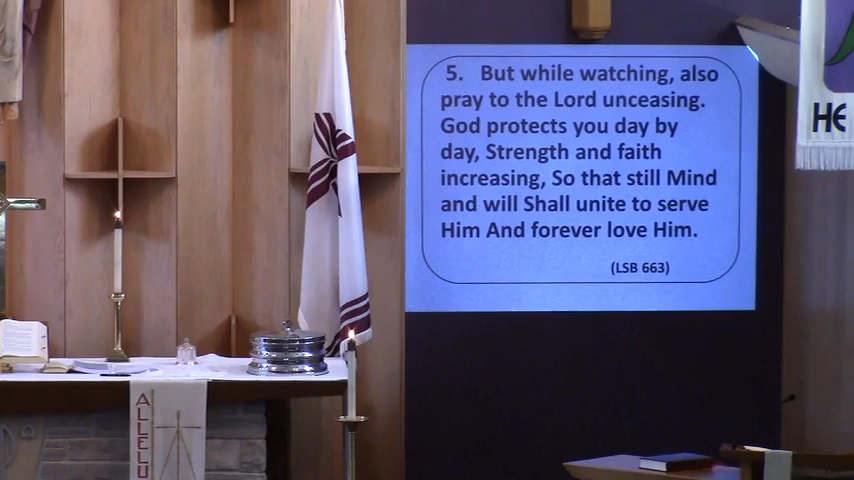 5. But while watching, also
pray to the Lord unceasing.
God protects you day by
day, Strength and faith
increasing, So that still Mind
and will Shall unite to serve
Him And forever love Him.
(LSB 663)
HE
ALLELU